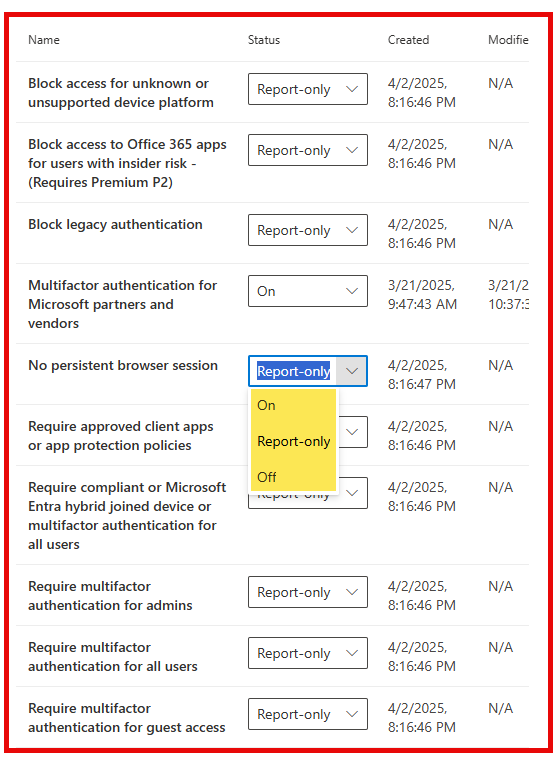 Name Status Created Modifie
Block access for unknown or
unsupported device platform
Report-only
4/2/2025,
8:16:46 PM
N/A
Block access to Office 365 apps
for users with insider risk -
(Requires Premium P2)
Report-only
4/2/2025,
8:16:46 PM
N/A
Block legacy authentication
Report-only
4/2/2025,
8:16:46 PM
N/A
Multifactor authentication for
Microsoft partners and
vendors
On
3/21/2025,
9:47:43 AM
3/21/2
10:37:3
No persistent browser session
Report-only
4/2/2025,
8:16:47 PM
N/A
On
Report-only
Off
Require approved client apps
or app protection policies
4/2/2025,
8:16:46 PM
N/A
Require compliant or Microsoft
Entra hybrid joined device or
multifactor authentication for
all users
Report-only
4/2/2025,
8:16:46 PM
N/A
Require multifactor
authentication for admins
Report-only
4/2/2025,
8:16:46 PM
N/A
Require multifactor
authentication for all users
Report-only
4/2/2025,
8:16:46 PM
N/A
Require multifactor
authentication for guest access
Report-only
4/2/2025,
8:16:46 PM
N/A